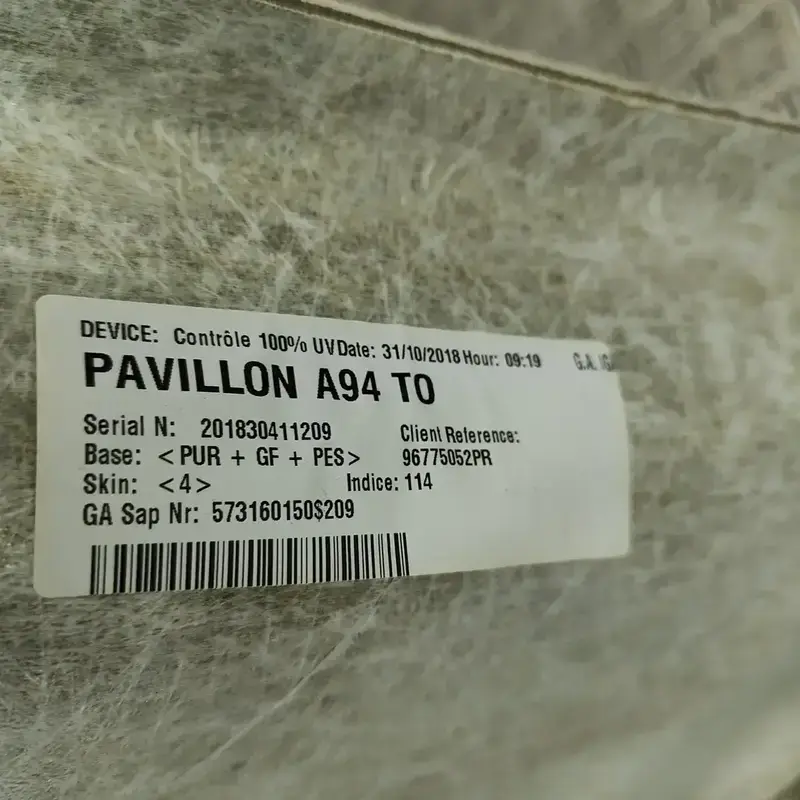 DEVICE: Contrôle 100% UV Date: 31/10/2018 Hour: 09:19 G.A.
PAVILLON A94 TO
Serial N: 201830411209 Client Reference:
Base: <PUR + GF + PES> 96775052PR
Skin: <4> Indice: 114
GA Sap Nr: 573160150$209